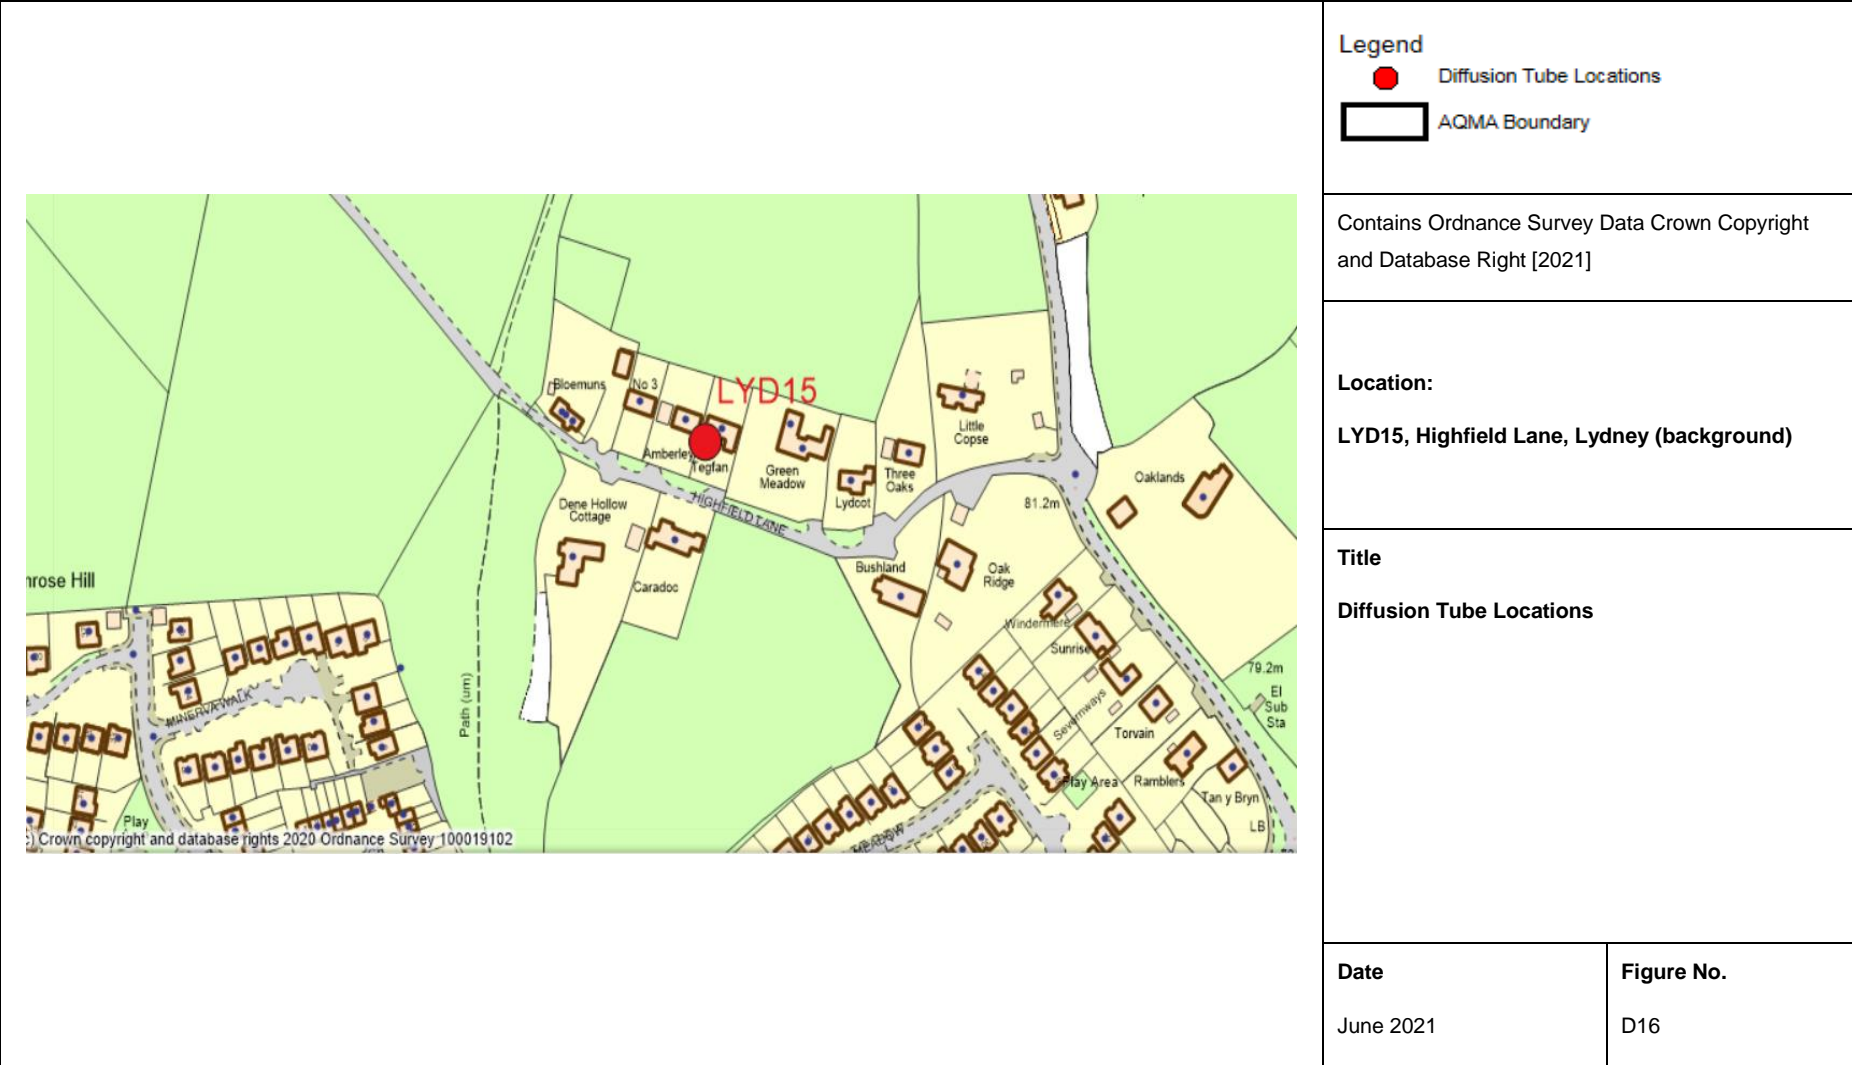 Legend
Diffusion Tube Locations
AQMA Boundary
Contains Ordnance Survey Data Crown Copyright
and Database Right [2021]
Location:
LYD15, Highfield Lane, Lydney (background)
Title
Diffusion Tube Locations
Date
June 2021
Figure No.
D16
LYD15
Bloemuns
No 3
Amberley
Tegfan
Green
Meadow
Lydcot
Three
Oaks
Little
Copse
Oaklands
81.2m
Dene Hollow
Cottage
HIGHFIELD LANE
Caradoc
Bushland
Oak
Ridge
Windermere
Sunrise
Severnways
Torvain
79.2m
El
Sub
Sta
Play Area
Ramblers
Tan y Bryn
LB
nrose Hill
MINERVA WALK
Path (um)
Play
MEADOW
c) Crown copyright and database rights 2020 Ordnance Survey 100019102